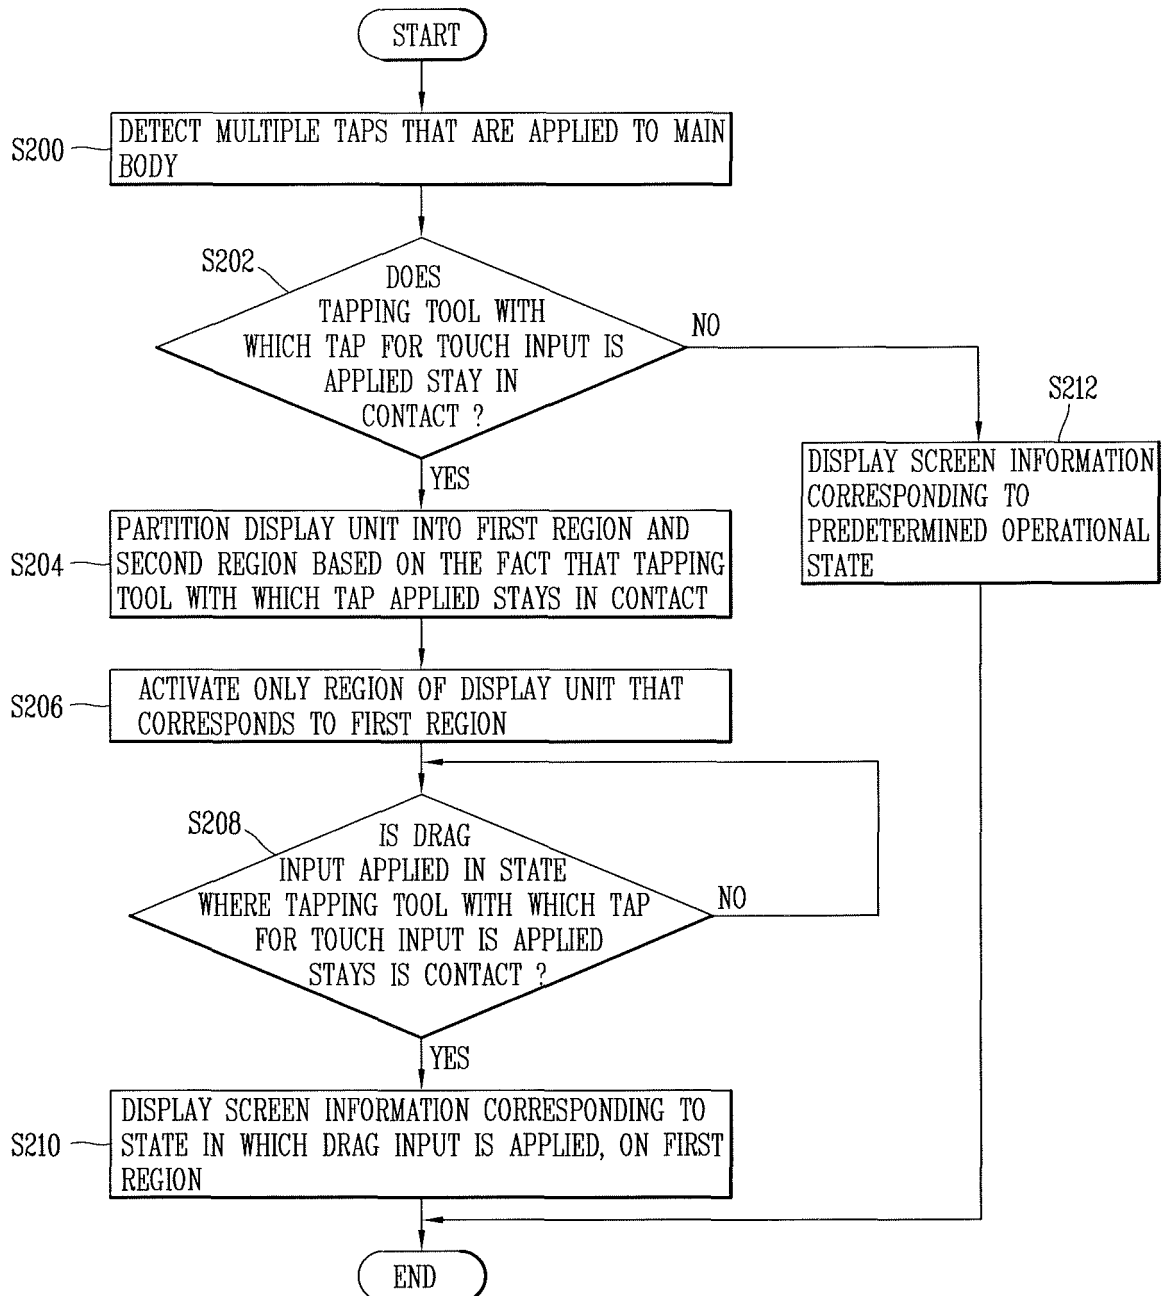 START
S200
DETECT MULTIPLE TAPS THAT ARE APPLIED TO MAIN
BODY
S202
DOES
TAPPING TOOL WITH
WHICH TAP FOR TOUCH INPUT IS
APPLIED STAY IN
CONTACT ?
NO
YES
S212
DISPLAY SCREEN INFORMATION
CORRESPONDING TO
PREDETERMINED OPERATIONAL
STATE
S204
PARTITION DISPLAY UNIT INTO FIRST REGION AND
SECOND REGION BASED ON THE FACT THAT TAPPING
TOOL WITH WHICH TAP APPLIED STAYS IN CONTACT
S206
ACTIVATE ONLY REGION OF DISPLAY UNIT THAT
CORRESPONDS TO FIRST REGION
S208
IS DRAG
INPUT APPLIED IN STATE
WHERE TAPPING TOOL WITH WHICH TAP
FOR TOUCH INPUT IS APPLIED
STAYS IS CONTACT ?
NO
YES
S210
DISPLAY SCREEN INFORMATION CORRESPONDING TO
STATE IN WHICH DRAG INPUT IS APPLIED, ON FIRST
REGION
END